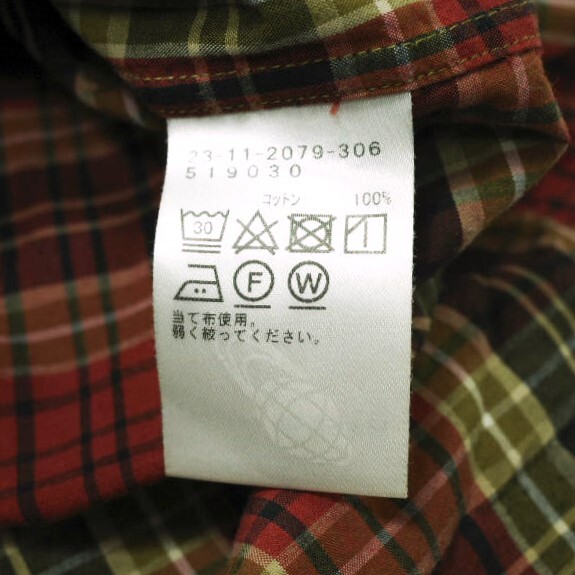 23-11-2079-306
519030
コットン 100%
30
F W
当て布使用。
弱く絞ってください。